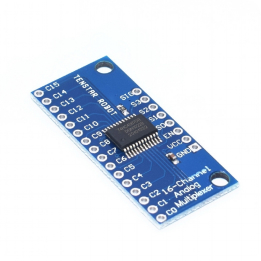 TENSTAR ROBOT
C15
C14
C13
C12
C11
C10
C9
C8
C7
C6
C5
C4
C3
C2
C1
C0
SIG
S3
S2
S1
S0
EN
VCC
GND
16-Channel
Analog
Multiplexer